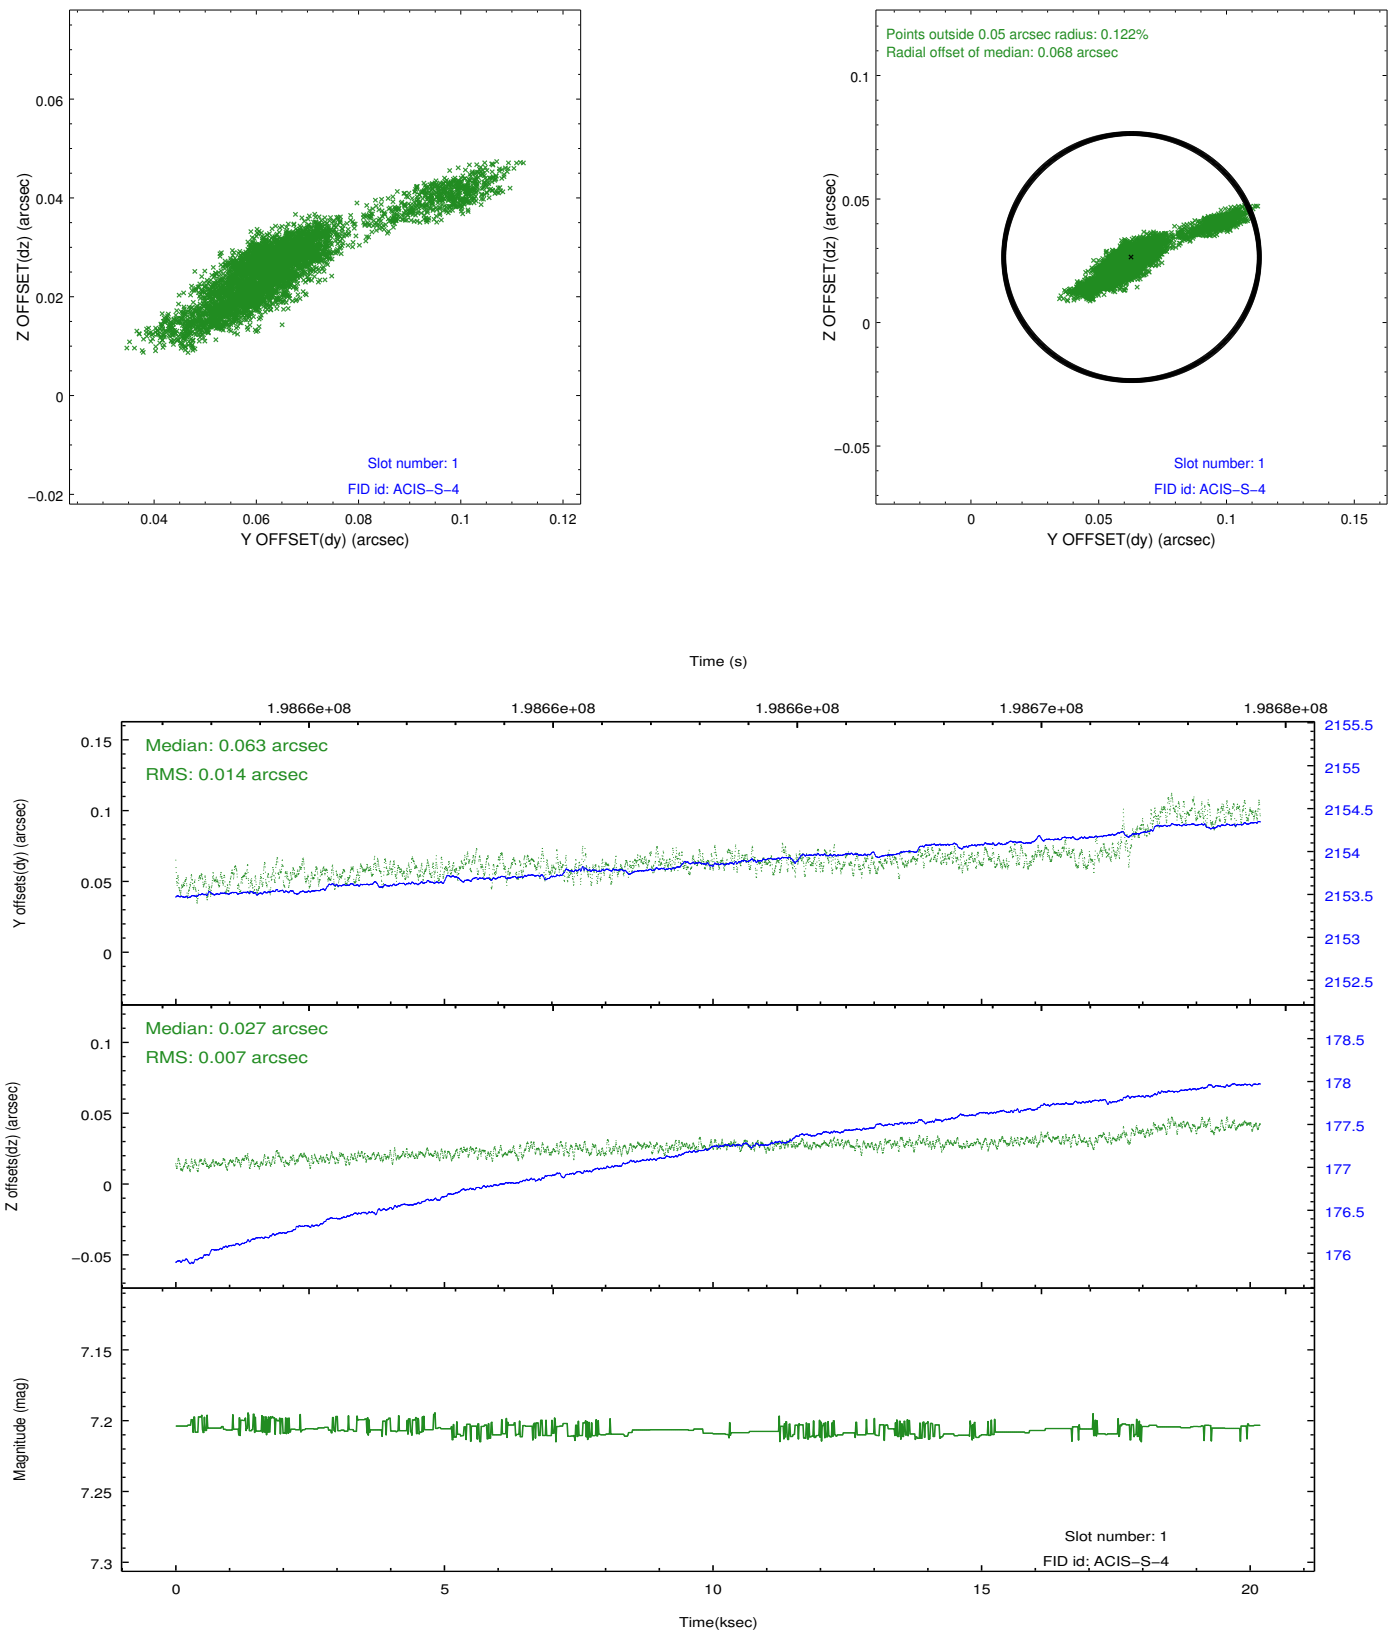 0.06
0.04
0.02
0
−0.02
0.04
0.06
0.08
0.1
0.12
Z OFFSET(dz) (arcsec)
Y OFFSET(dy) (arcsec)
Slot number: 1
FID id: ACIS−S−4
Points outside 0.05 arcsec radius: 0.122%
Radial offset of median: 0.068 arcsec
0.1
0.05
0
−0.05
0
0.05
0.1
0.15
Z OFFSET(dz) (arcsec)
Y OFFSET(dy) (arcsec)
Slot number: 1
FID id: ACIS−S−4
Time (s)
1.9866e+08
1.9866e+08
1.9866e+08
1.9867e+08
1.9868e+08
Median: 0.063 arcsec
RMS: 0.014 arcsec
Y offsets(dy) (arcsec)
0.15
0.1
0.05
0
2155.5
2155
2154.5
2154
2153.5
2153
2152.5
Median: 0.027 arcsec
RMS: 0.007 arcsec
Z offsets(dz) (arcsec)
0.1
0.05
0
−0.05
178.5
178
177.5
177
176.5
176
Magnitude (mag)
7.15
7.2
7.25
7.3
Slot number: 1
FID id: ACIS−S−4
0
5
10
15
20
Time(ksec)